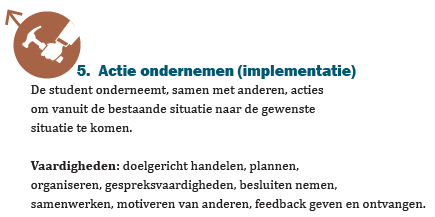 5. Actie ondernemen (implementatie)
De student onderneemt, samen met anderen, acties
om vanuit de bestaande situatie naar de gewenste
situatie te komen.
Vaardigheden: doelgericht handelen, plannen,
organiseren, gespreksvaardigheden, besluiten nemen,
samenwerken, motiveren van anderen, feedback geven en ontvangen.